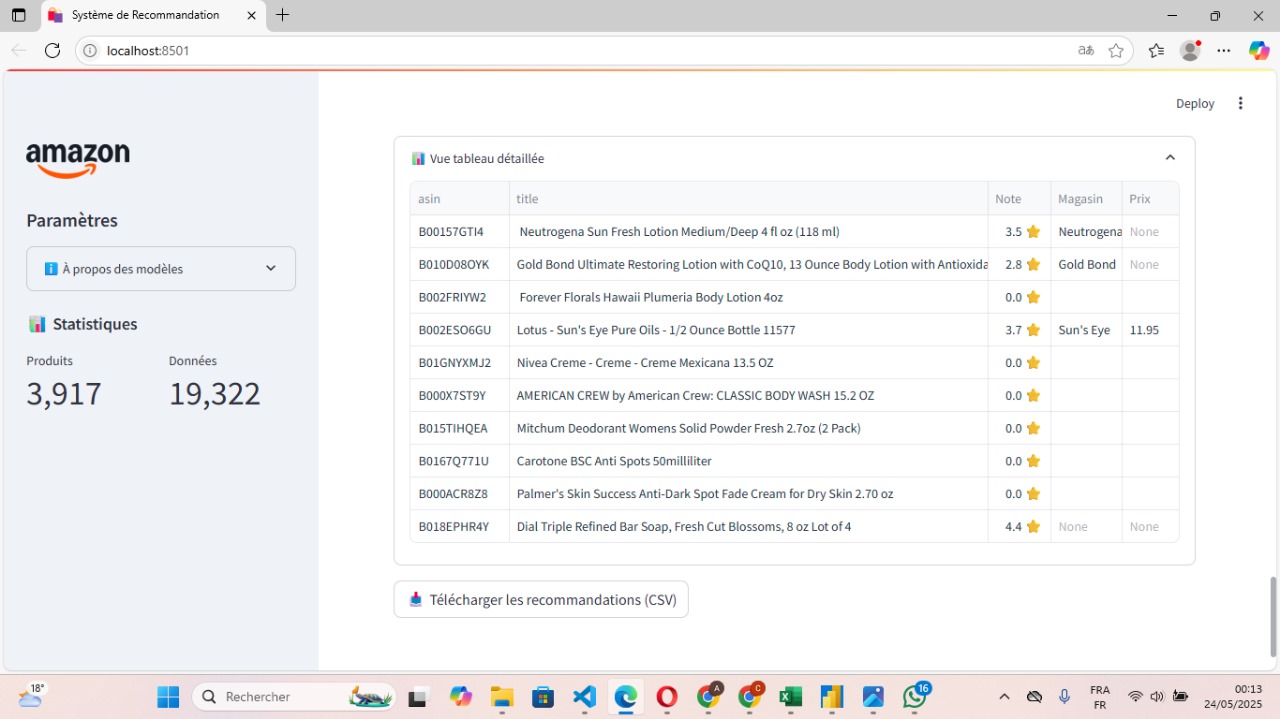 Système de Recommandation
localhost:8501
Deploy
amazon
Paramètres
À propos des modèles
Statistiques
Produits Données
3,917 19,322
Vue tableau détaillée
asin title Note Magasin Prix
B00157GTI4 Neutrogena Sun Fresh Lotion Medium/Deep 4 fl oz (118 ml) 3.5 Neutrogena None
B010D08OYK Gold Bond Ultimate Restoring Lotion with CoQ10, 13 Ounce Body Lotion with Antioxida 2.8 Gold Bond None
B002FRIYW2 Forever Florals Hawaii Plumeria Body Lotion 4oz 0.0
B002ESO6GU Lotus - Sun's Eye Pure Oils - 1/2 Ounce Bottle 11577 3.7 Sun's Eye 11.95
B01GNYXMJ2 Nivea Creme - Creme - Creme Mexicana 13.5 OZ 0.0
B000X7ST9Y AMERICAN CREW by American Crew: CLASSIC BODY WASH 15.2 OZ 0.0
B015TIHQEA Mitchum Deodorant Womens Solid Powder Fresh 2.7oz (2 Pack) 0.0
B0167Q771U Carotone BSC Anti Spots 50milliliter 0.0
B000ACR8Z8 Palmer's Skin Success Anti-Dark Spot Fade Cream for Dry Skin 2.70 oz 0.0
B018EPHR4Y Dial Triple Refined Bar Soap, Fresh Cut Blossoms, 8 oz Lot of 4 4.4 None None
Télécharger les recommandations (CSV)
18°
Rechercher
A
C
16
FRA
FR
00:13
24/05/2025